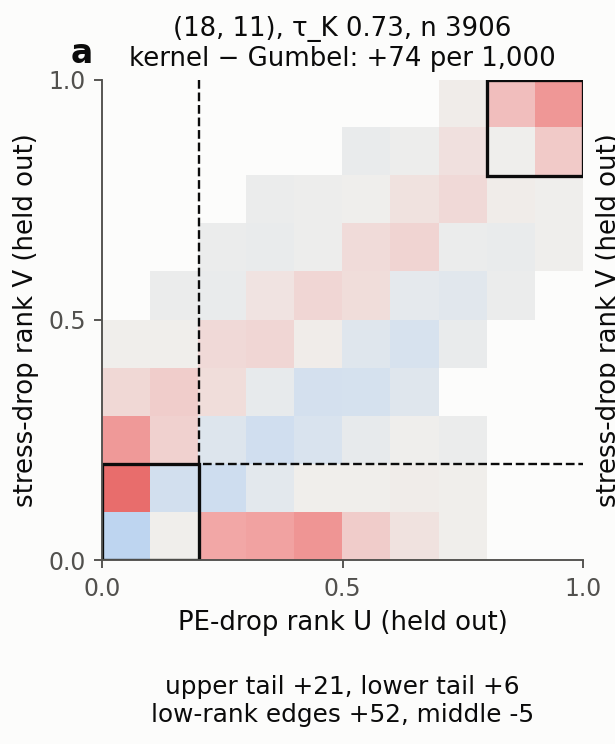 (18, 11), τ_K 0.73, n 3906
a
kernel − Gumbel: +74 per 1,000
1.0
0.5
0.0
stress-drop rank V (held out)
stress-drop rank V (held out)
0.0 0.5 1.0
PE-drop rank U (held out)
upper tail +21, lower tail +6
low-rank edges +52, middle -5